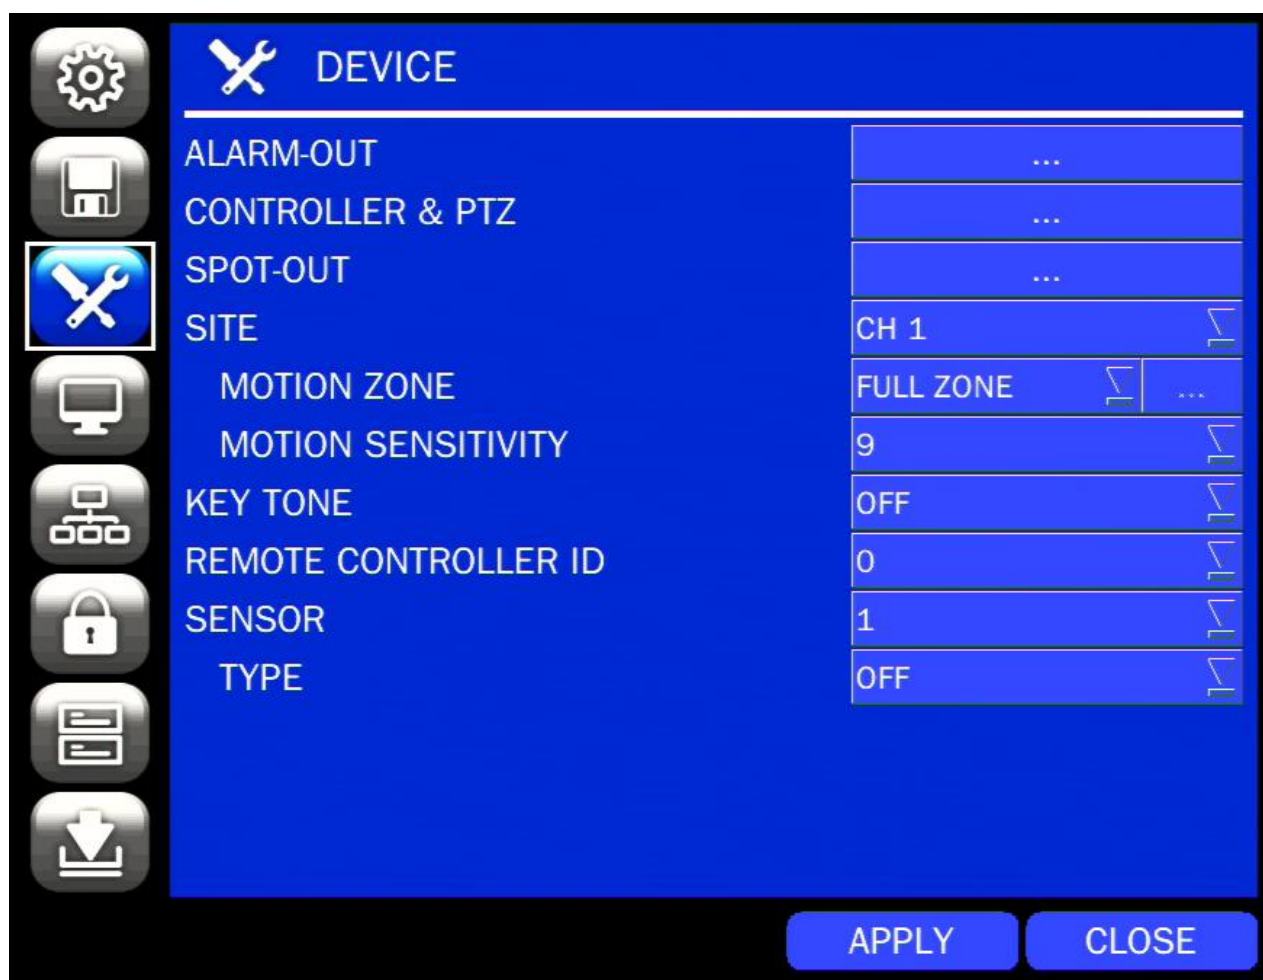 DEVICE
ALARM-OUT ...
CONTROLLER & PTZ ...
SPOT-OUT ...
SITE CH 1
MOTION ZONE FULL ZONE ...
MOTION SENSITIVITY 9
KEY TONE OFF
REMOTE CONTROLLER ID 0
SENSOR 1
TYPE OFF
APPLY CLOSE